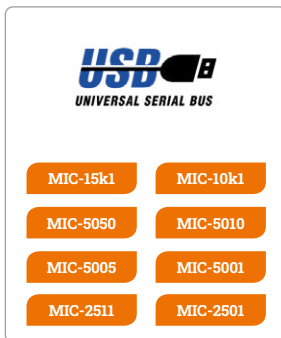 USB
UNIVERSAL SERIAL BUS
MIC-15k1 MIC-10k1
MIC-5050 MIC-5010
MIC-5005 MIC-5001
MIC-2511 MIC-2501